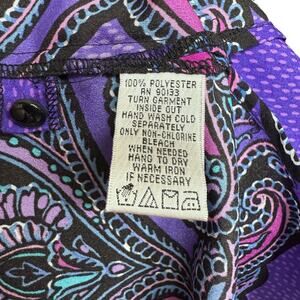 100% POLYESTER
RN 90133
TURN GARMENT
INSIDE OUT
HAND WASH COLD
SEPARATELY
ONLY NON-CHLORINE
BLEACH
WHEN NEEDED
HAND TO DRY
WARM IRON
IF NECESSARY